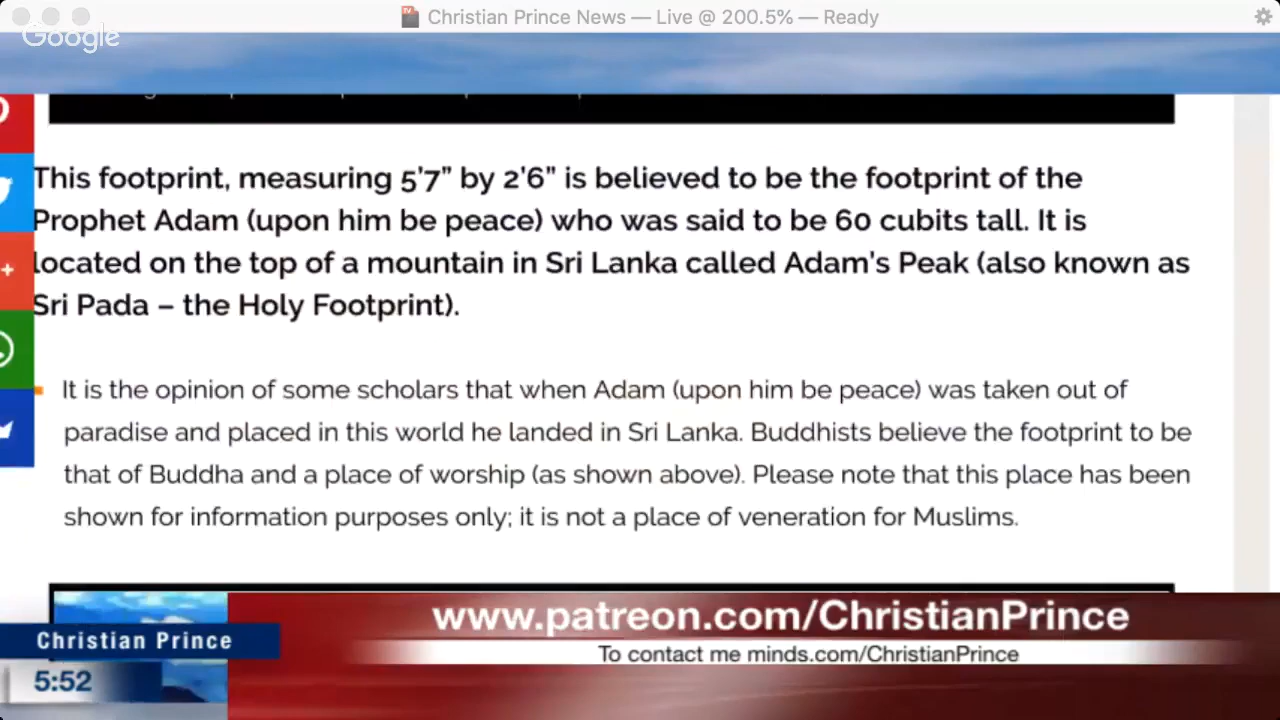 Christian Prince News — Live @ 200.5% — Ready
Google
This footprint, measuring 5’7” by 2’6” is believed to be the footprint of the
Prophet Adam (upon him be peace) who was said to be 60 cubits tall. It is
located on the top of a mountain in Sri Lanka called Adam’s Peak (also known as
Sri Pada – the Holy Footprint).
It is the opinion of some scholars that when Adam (upon him be peace) was taken out of
paradise and placed in this world he landed in Sri Lanka. Buddhists believe the footprint to be
that of Buddha and a place of worship (as shown above). Please note that this place has been
shown for information purposes only; it is not a place of veneration for Muslims.
www.patreon.com/ChristianPrince
Christian Prince
To contact me minds.com/ChristianPrince
5:52